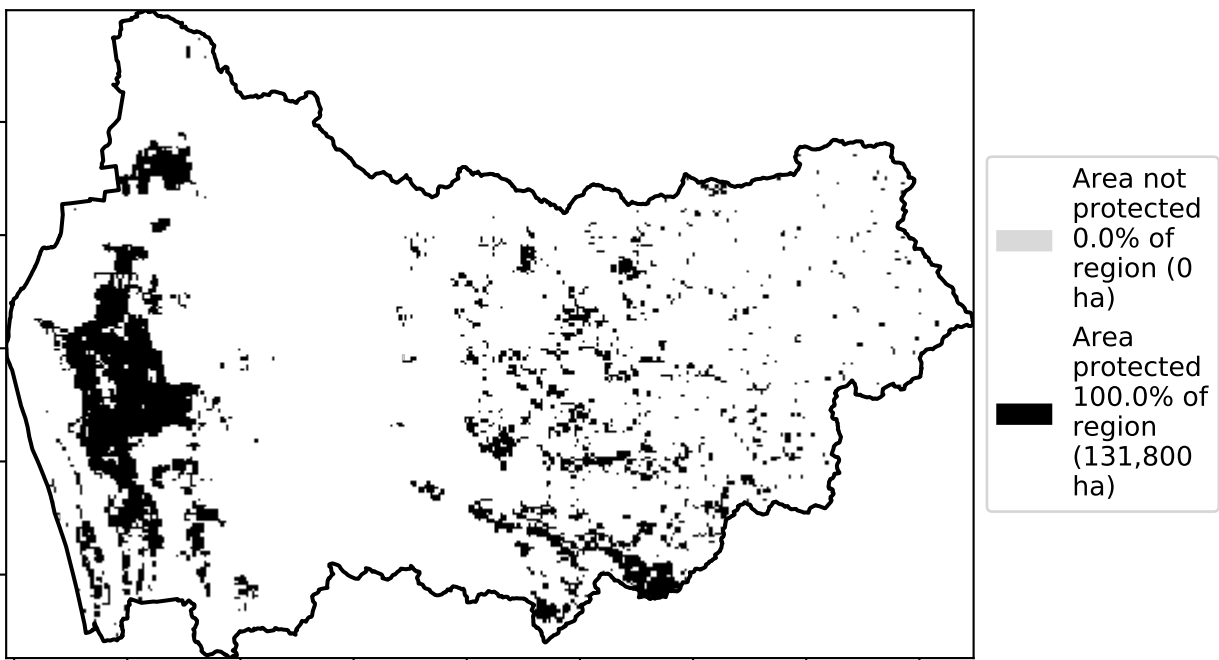 Area not
protected
0.0% of
region (0
ha)
Area
protected
100.0% of
region
(131,800
ha)